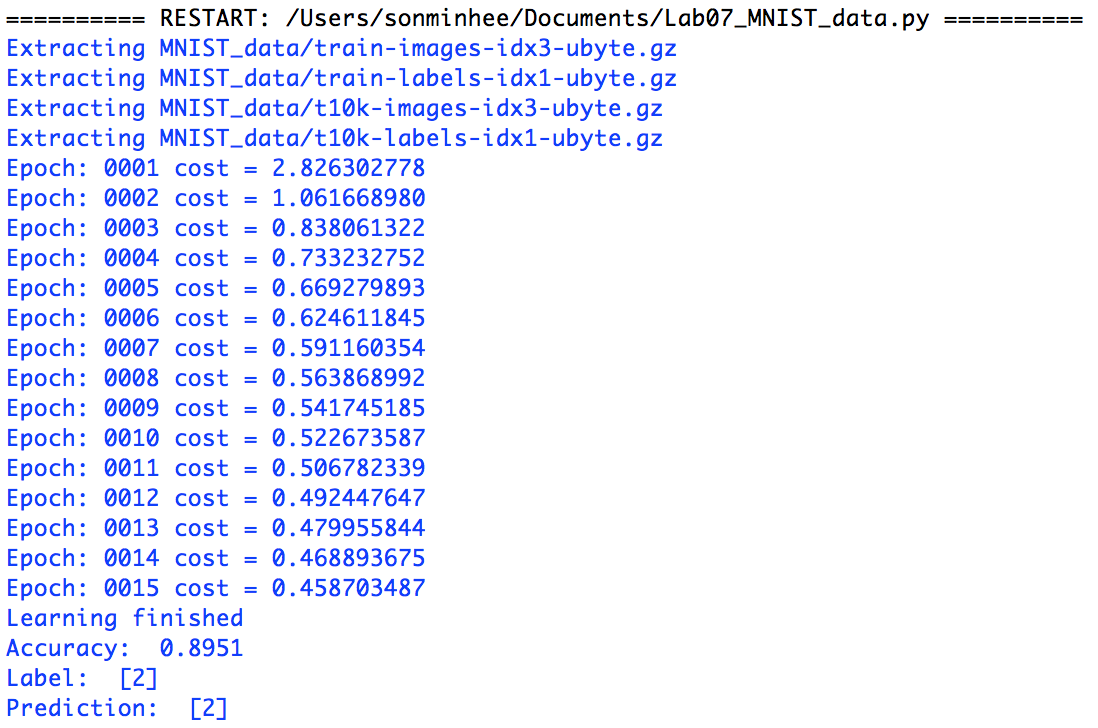 ========== RESTART: /Users/sonminhee/Documents/Lab07_MNIST_data.py ==========
Extracting MNIST_data/train-images-idx3-ubyte.gz
Extracting MNIST_data/train-labels-idx1-ubyte.gz
Extracting MNIST_data/t10k-images-idx3-ubyte.gz
Extracting MNIST_data/t10k-labels-idx1-ubyte.gz
Epoch: 0001 cost = 2.826302778
Epoch: 0002 cost = 1.061668980
Epoch: 0003 cost = 0.838061322
Epoch: 0004 cost = 0.733232752
Epoch: 0005 cost = 0.669279893
Epoch: 0006 cost = 0.624611845
Epoch: 0007 cost = 0.591160354
Epoch: 0008 cost = 0.563868992
Epoch: 0009 cost = 0.541745185
Epoch: 0010 cost = 0.522673587
Epoch: 0011 cost = 0.506782339
Epoch: 0012 cost = 0.492447647
Epoch: 0013 cost = 0.479955844
Epoch: 0014 cost = 0.468893675
Epoch: 0015 cost = 0.458703487
Learning finished
Accuracy:  0.8951
Label:  [2]
Prediction:  [2]